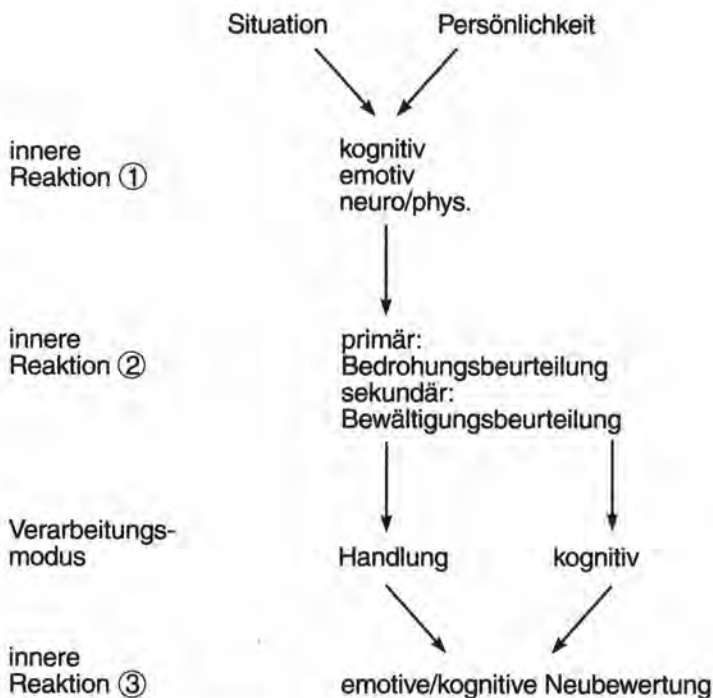 Situation Persönlichkeit
innere kognitiv
Reaktion ① emotiv
neuro/phys.
innere primär:
Reaktion ② Bedrohungsbeurteilung
sekundär:
Bewältigungsbeurteilung
Verarbeitungs-
modus Handlung kognitiv
innere
Reaktion ③ emotive/kognitive Neubewertung